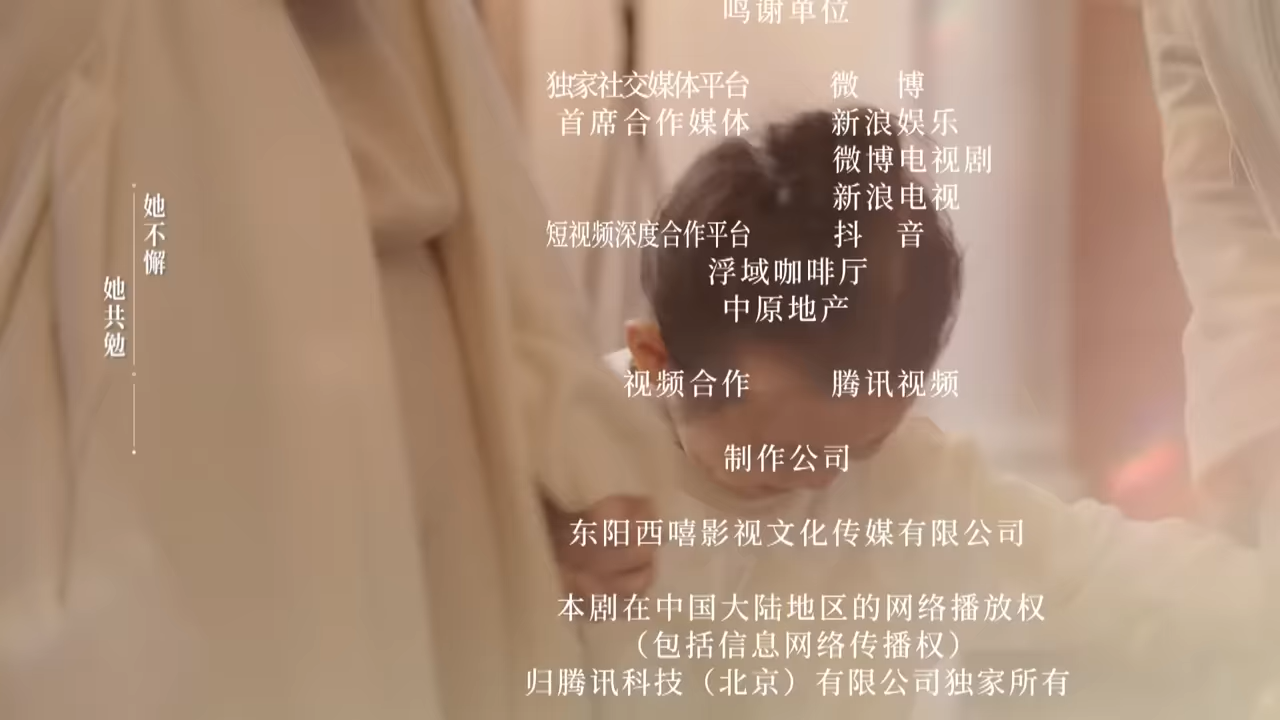 鸣谢单位
独家社交媒体平台 微 博
首席合作媒体 新浪娱乐
微博电视剧
新浪电视
短视频深度合作平台 抖 音
浮域咖啡厅
中原地产
视频合作 腾讯视频
制作公司
东阳西嘻影视文化传媒有限公司
本剧在中国大陆地区的网络播放权
（包括信息网络传播权）
归腾讯科技（北京）有限公司独家所有
她不懈
她共勉